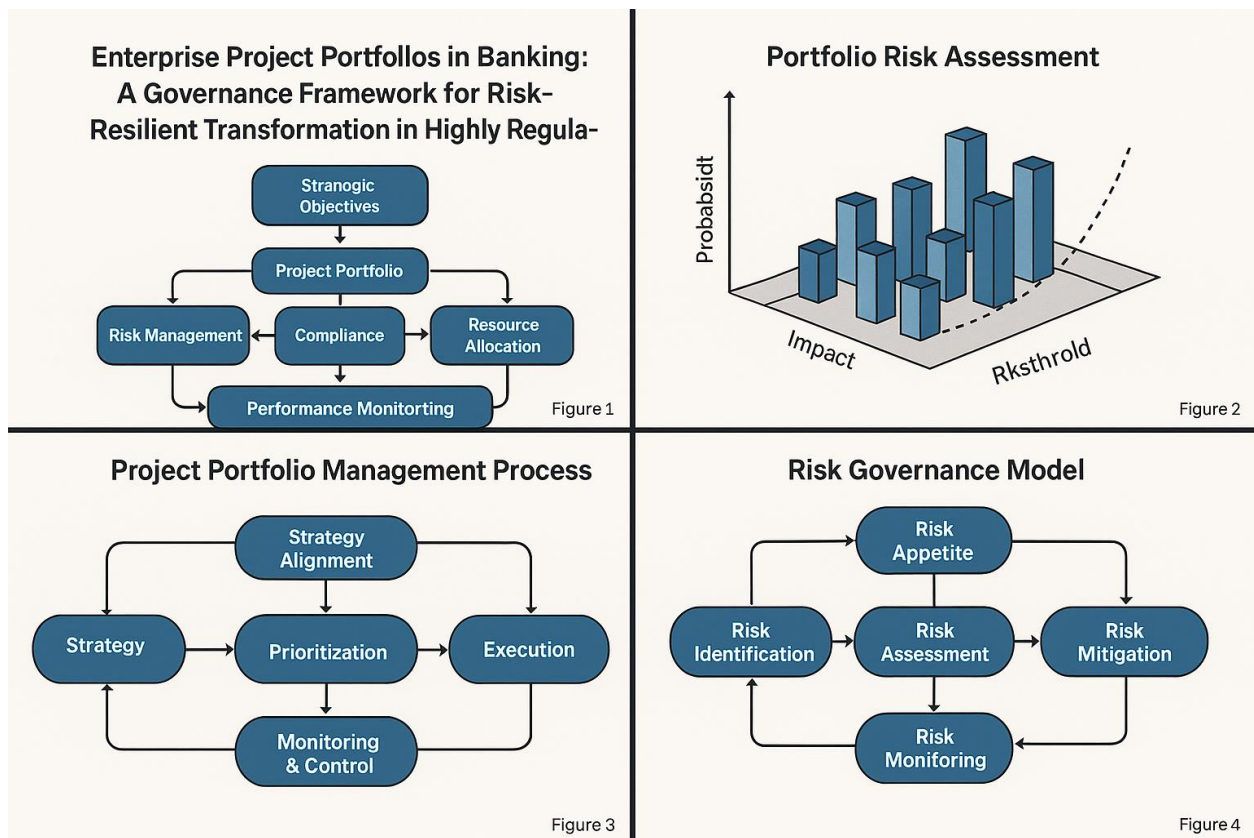 Enterprise Project Portfollos in Banking:
A Governance Framework for Risk-
Resilient Transformation in Highly Regula-
Stranogic
Objectives
Project Portfolio
Risk Management
Compliance
Resource
Allocation
Performance Monitorting
Figure 1
Portfolio Risk Assessment
Probabsidt
Impact
Rksthrold
Figure 2
Project Portfolio Management Process
Strategy
Alignment
Strategy
Prioritization
Execution
Monitoring
& Control
Figure 3
Risk Governance Model
Risk
Appetite
Risk
Identification
Risk
Assessment
Risk
Mitigation
Risk
Monitoring
Figure 4